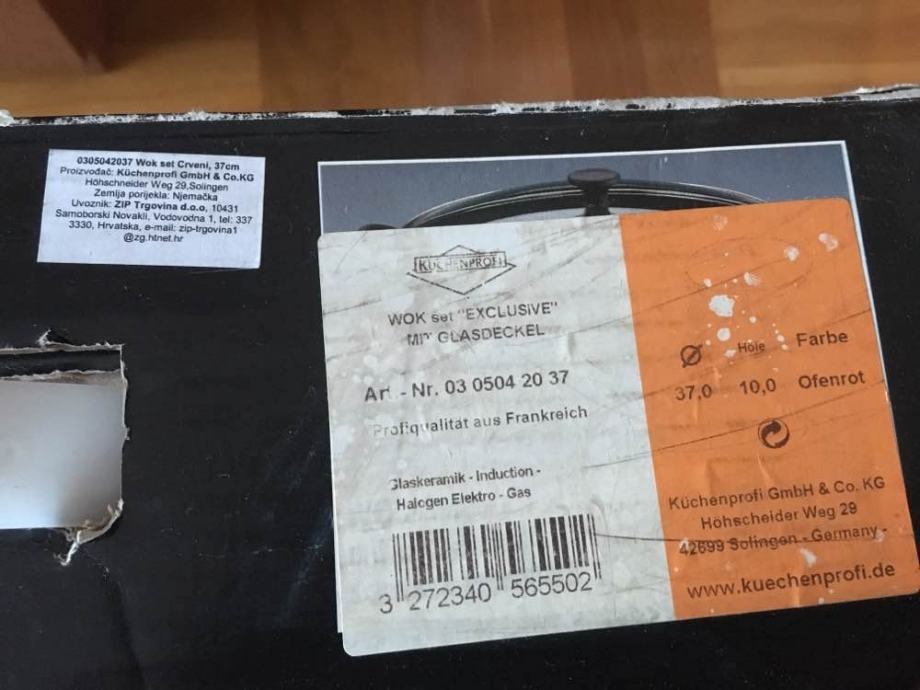 0305042037 Wok set Crveni, 37cm
Proizvođač: Küchenprofi GmbH & Co.KG
Höhschneider Weg 29,Solingen
Zemlja porijekla: Njemačka
Uvoznik: ZIP Trgovina d.o.o, 10431
Samoborski Novakli, Vodovodna 1, tel: 337
3330, Hrvatska, e-mail: zip-trgovina1
@zg.htnet.hr
KÜCHENPROFI
WOK set "EXCLUSIVE"
MIT GLASDECKEL
Art - Nr. 03 0504 20 37
Profiqualität aus Frankreich
Glaskeramik - Induction -
Halogen Elektro - Gas
3 272340 565502
Ø Höle Farbe
37,0 10,0 Ofenrot
Küchenprofi GmbH & Co. KG
Höhscheider Weg 29
42699 Solingen - Germany -
www.kuechenprofi.de